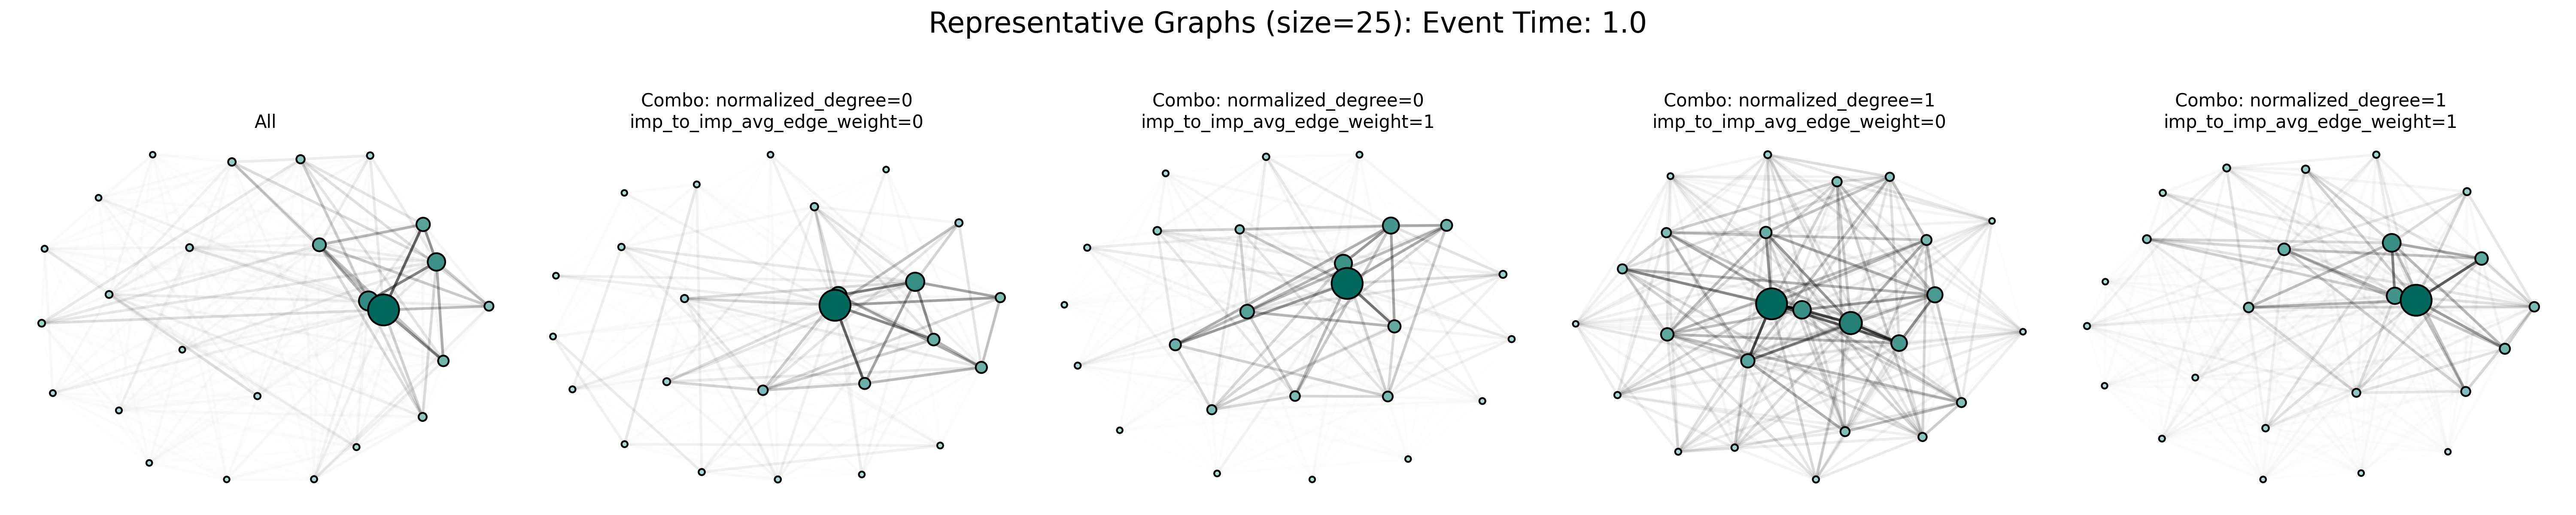 Representative Graphs (size=25): Event Time: 1.0
All
Combo: normalized_degree=0
imp_to_imp_avg_edge_weight=0
Combo: normalized_degree=0
imp_to_imp_avg_edge_weight=1
Combo: normalized_degree=1
imp_to_imp_avg_edge_weight=0
Combo: normalized_degree=1
imp_to_imp_avg_edge_weight=1